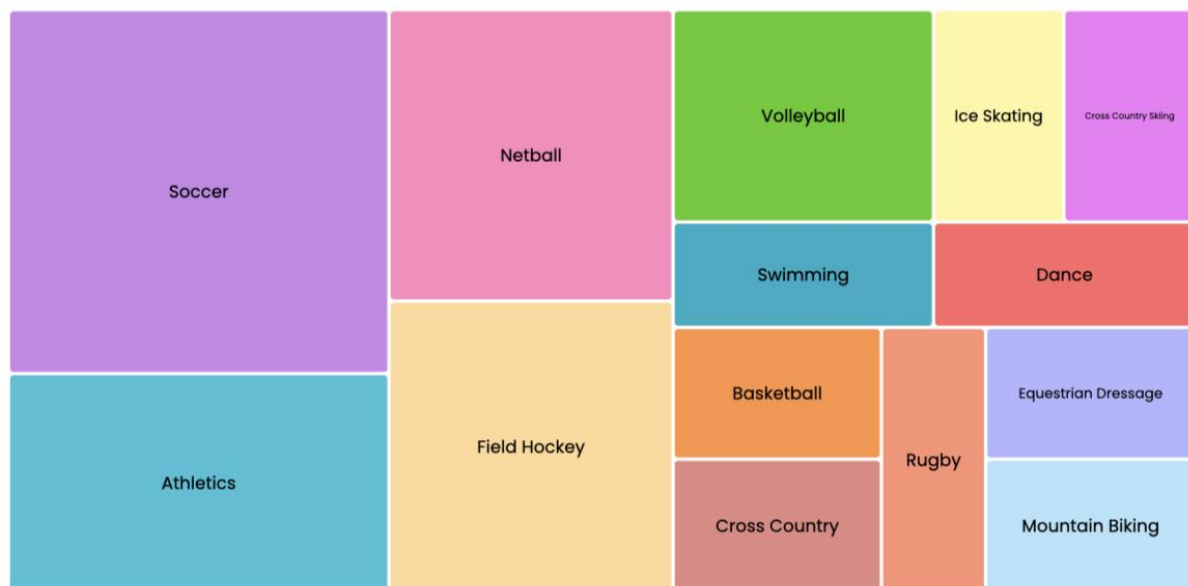 Soccer
Athletics
Netball
Field Hockey
Volleyball
Ice Skating
Cross Country Skiing
Swimming
Dance
Basketball
Cross Country
Rugby
Equestrian Dressage
Mountain Biking